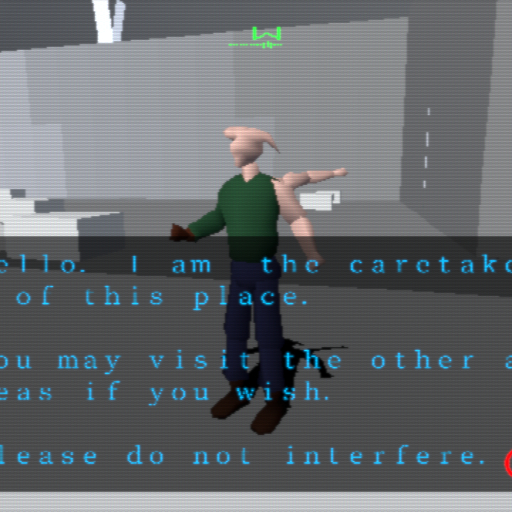 W
ello. I am the caretake
of this place.
ou may visit the other a
eas if you wish.
lease do not interfere.